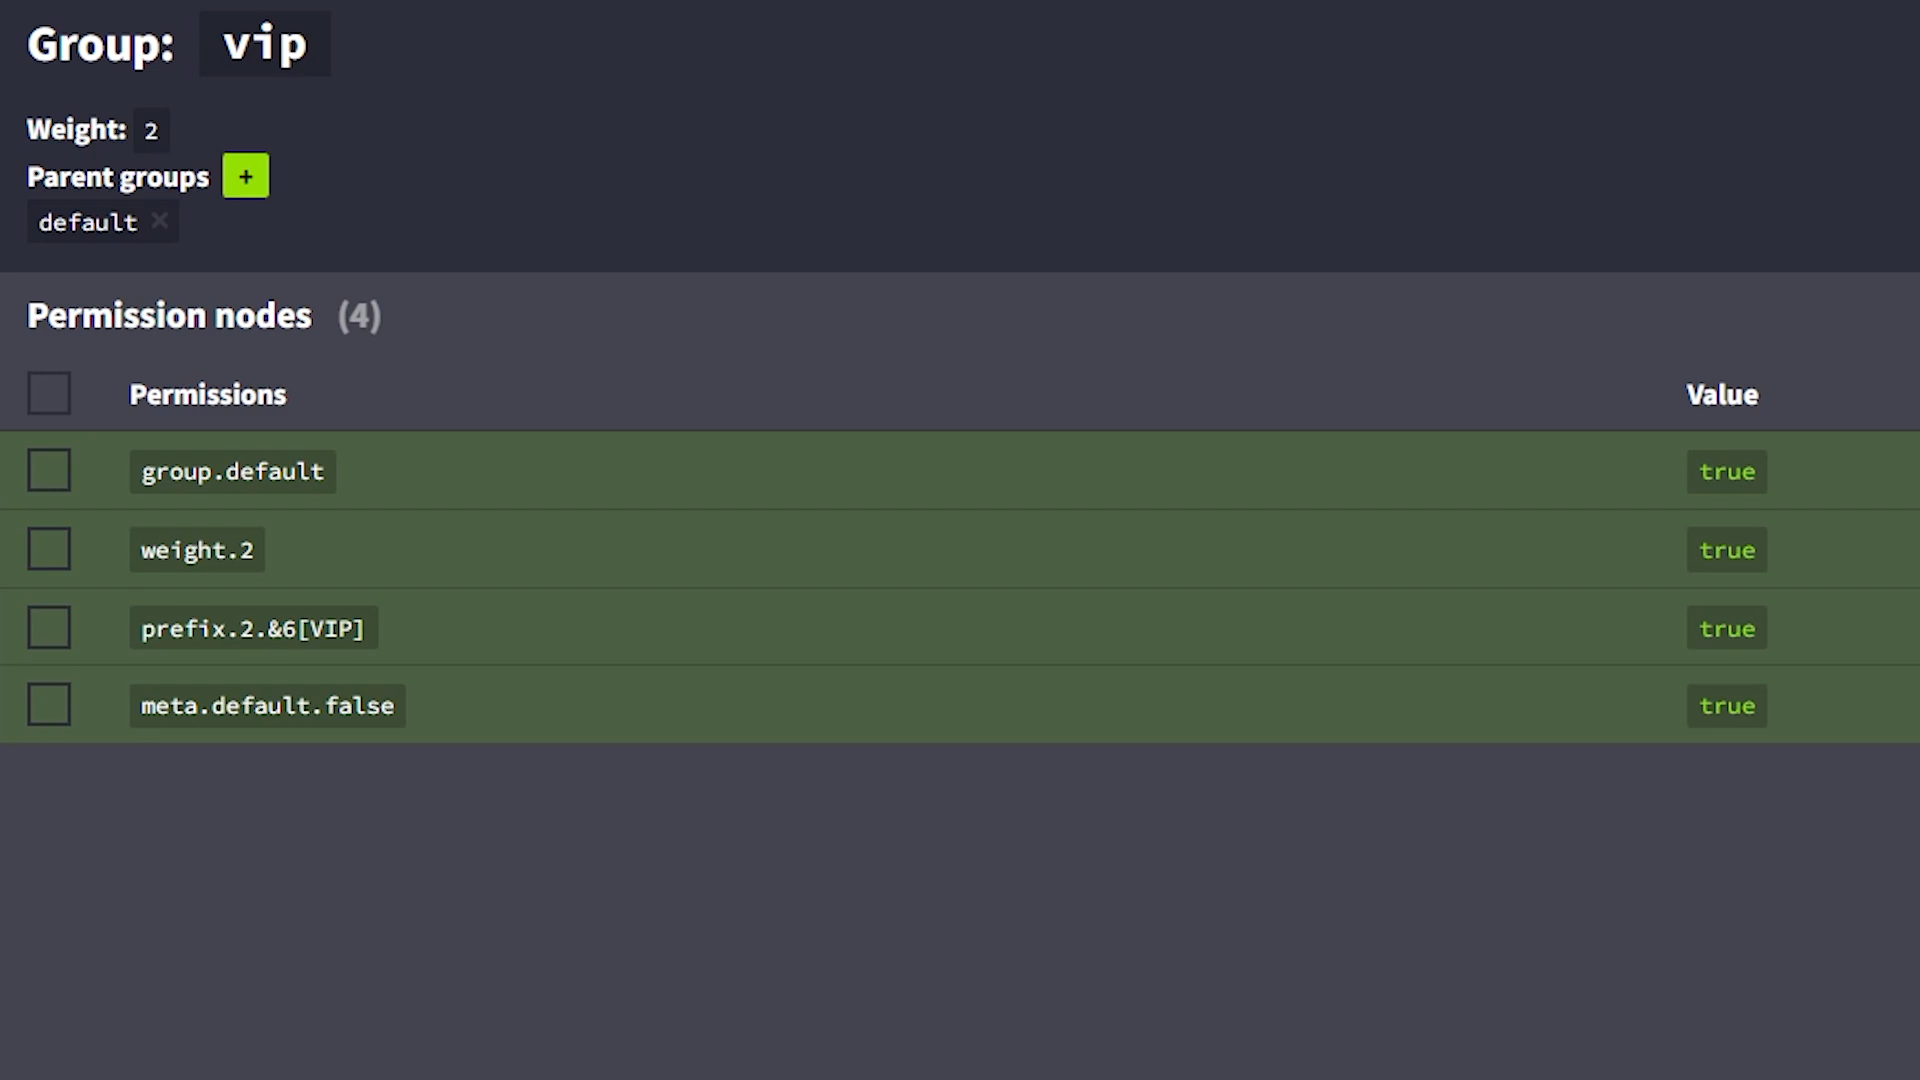 Group: vip
Weight: 2
Parent groups +
default ×
Permission nodes (4)
Permissions Value
group.default true
weight.2 true
prefix.2.&6[VIP] true
meta.default.false true